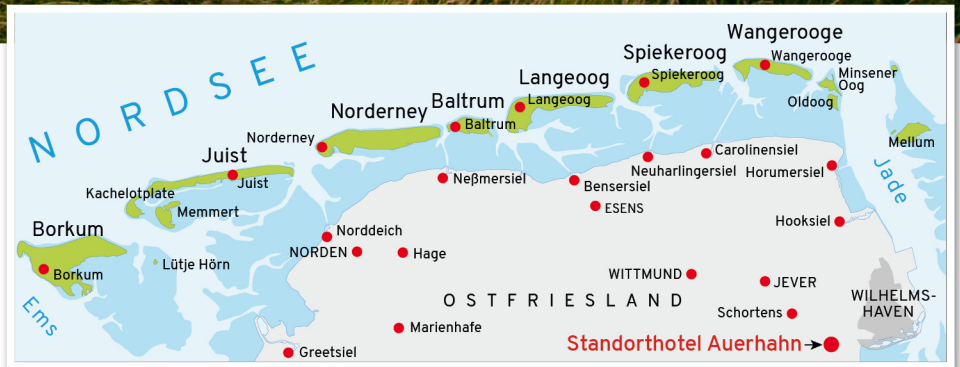 NORDSEE
Wangerooge
Wangerooge
Spiekeroog
Spiekeroog
Minsener
Oog
Oldoog
Langeoog
Langeoog
Baltrum
Baltrum
Norderney
Norderney
Mellum
Jade
Juist
Juist
Kachelotplate
Memmert
Borkum
Borkum
Lütje Hörn
Ems
Carolinensiel
Neuharlingersiel
Horumersiel
Neßmersiel
Bensersiel
ESENS
Hooksiel
Norddeich
NORDEN
Hage
WITTMUND
JEVER
OSTFRIESLAND
WILHELMS-
HAVEN
Schortens
Marienhafe
Standorthotel Auerhahn
Greetsiel